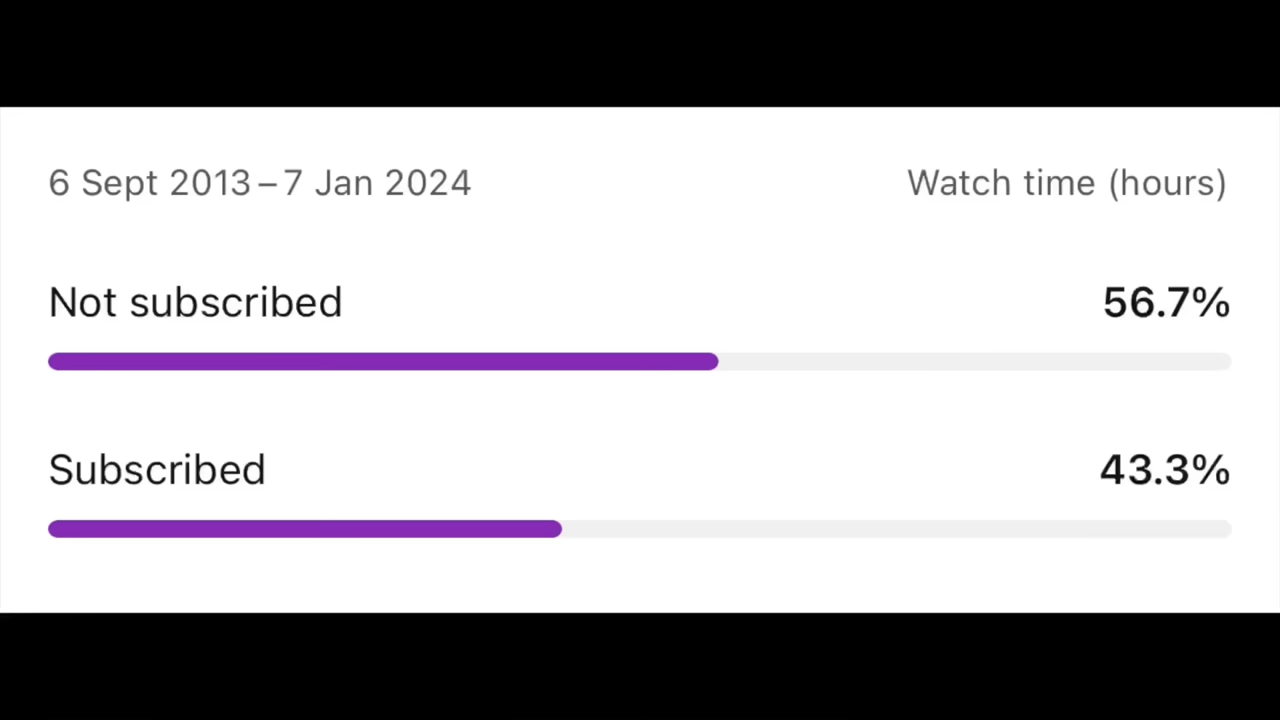 6 Sept 2013 – 7 Jan 2024 Watch time (hours)
Not subscribed 56.7%
Subscribed 43.3%